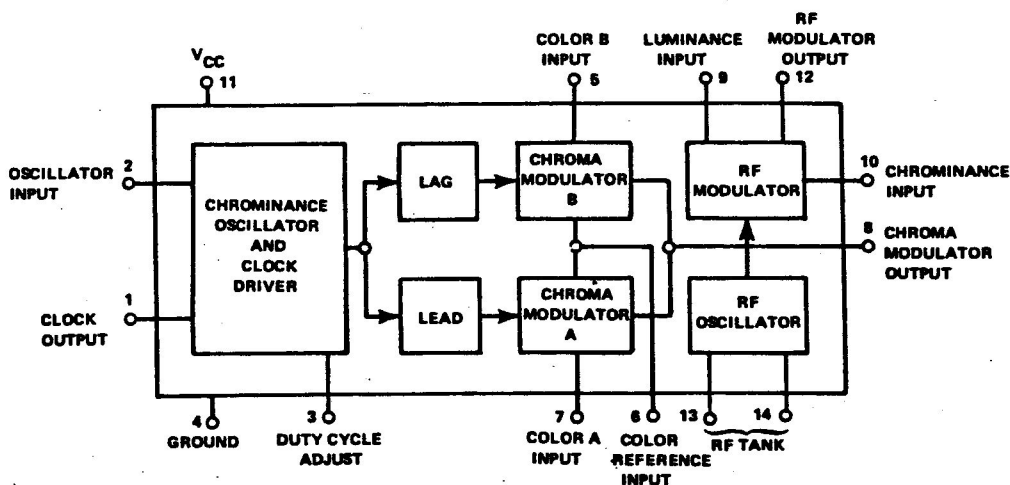 RF
MODULATOR
OUTPUT
12
COLOR B
INPUT
5
LUMINANCE
INPUT
9
VCC
11
OSCILLATOR
INPUT
2
CHROMINANCE
OSCILLATOR
AND
CLOCK
DRIVER
LAG
CHROMA
MODULATOR
B
RF
MODULATOR
10
CHROMINANCE
INPUT
8
CHROMA
MODULATOR
OUTPUT
1
CLOCK
OUTPUT
LEAD
CHROMA
MODULATOR
A
RF
OSCILLATOR
4
GROUND
3
DUTY CYCLE
ADJUST
7
COLOR A
INPUT
6
COLOR
REFERENCE
INPUT
13
14
RF TANK